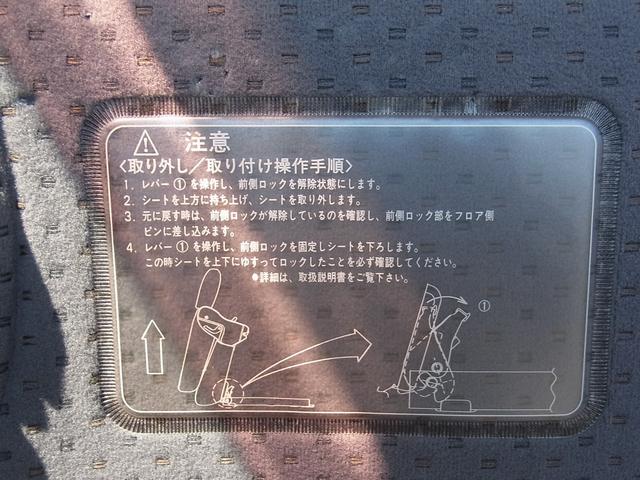 注意
〈取り外し／取り付け操作手順〉
1. レバー①を操作し、前側ロックを解除状態にします。
2. シートを上方に持ち上げ、シートを取り外します。
3. 元に戻す時は、前側ロックが解除しているのを確認し、前側ロック部をフロア側
ピンに差し込みます。
4. レバー①を操作し、前側ロックを固定しシートを下ろします。
この時シートを上下にゆすってロックしたことを必ず確認してください。
●詳細は、取扱説明書をご覧下さい。
①